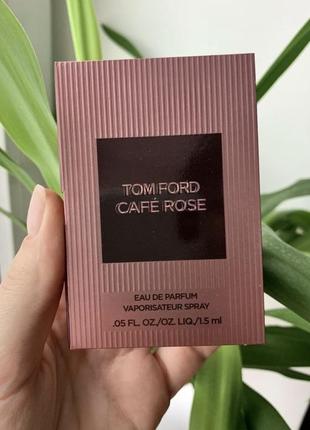 TOM FORD
CAFÉ ROSE
EAU DE PARFUM
VAPORISATEUR SPRAY
.05 FL. OZ./OZ. LIQ./1.5 ml